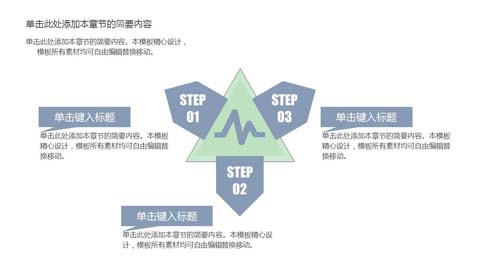 单击此处添加本章节的简要内容
单击此处添加本章节的简要内容。本模板精心设计，
模板所有素材均可自由编辑替换移动。
STEP
01
STEP
03
单击键入标题
单击此处添加本章节的简要内容。本模板
精心设计，模板所有素材均可自由编辑替
换移动。
单击键入标题
单击此处添加本章节的简要内容。本模板
精心设计，模板所有素材均可自由编辑替
换移动。
STEP
02
单击键入标题
单击此处添加本章节的简要内容。本模板精心设
计，模板所有素材均可自由编辑替换移动。